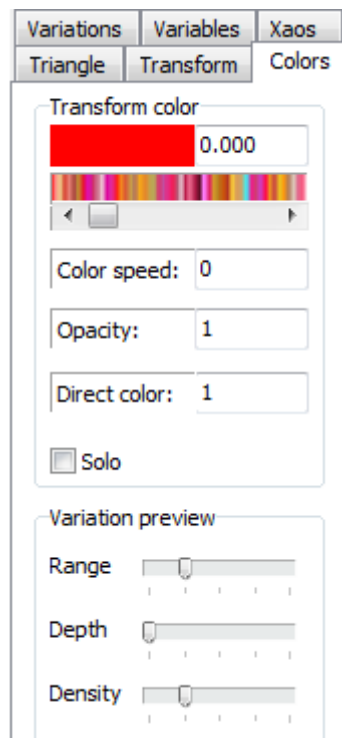 Variations Variables Xaos
Triangle Transform Colors
Transform color
0.000
Color speed: 0
Opacity: 1
Direct color: 1
Solo
Variation preview
Range
Depth
Density